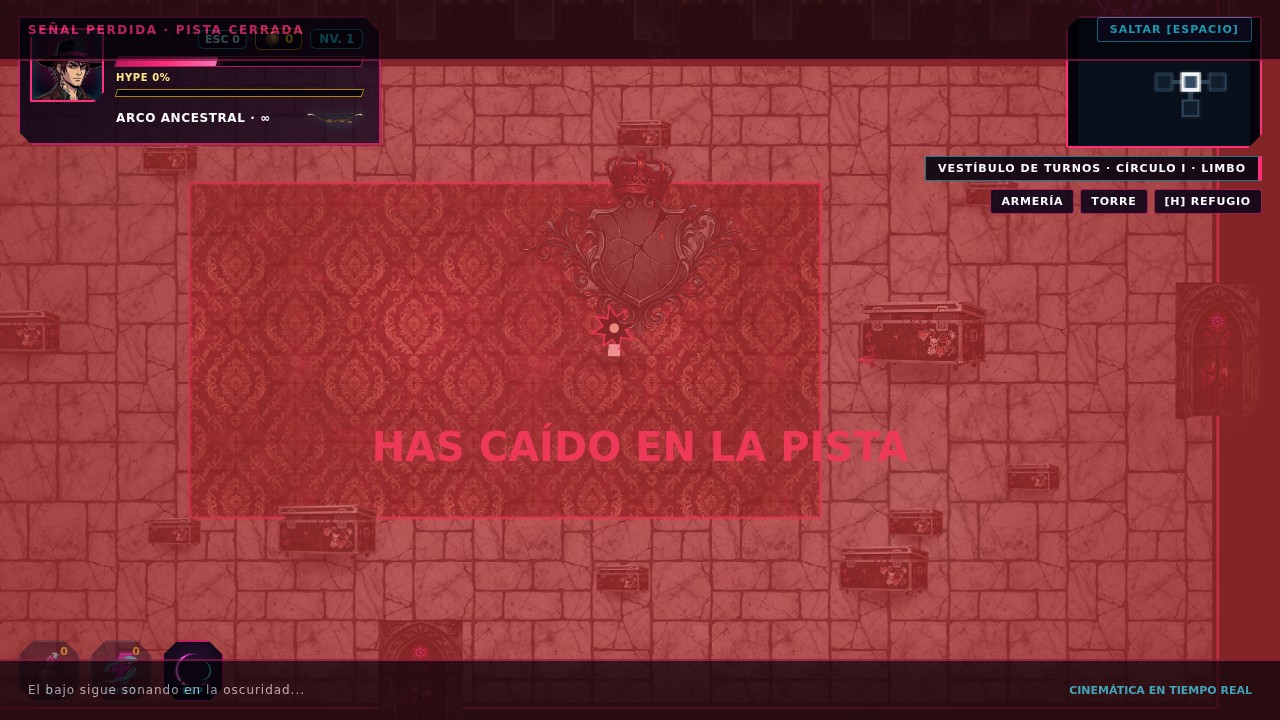 SEÑAL PERDIDA · PISTA CERRADA
SALTAR [ESPACIO]
ESC 0
0
NV. 1
HYPE 0%
ARCO ANCESTRAL · ∞
VESTÍBULO DE TURNOS · CÍRCULO I · LIMBO
ARMERÍA
TORRE
[H] REFUGIO
HAS CAÍDO EN LA PISTA
0
0
El bajo sigue sonando en la oscuridad...
CINEMÁTICA EN TIEMPO REAL